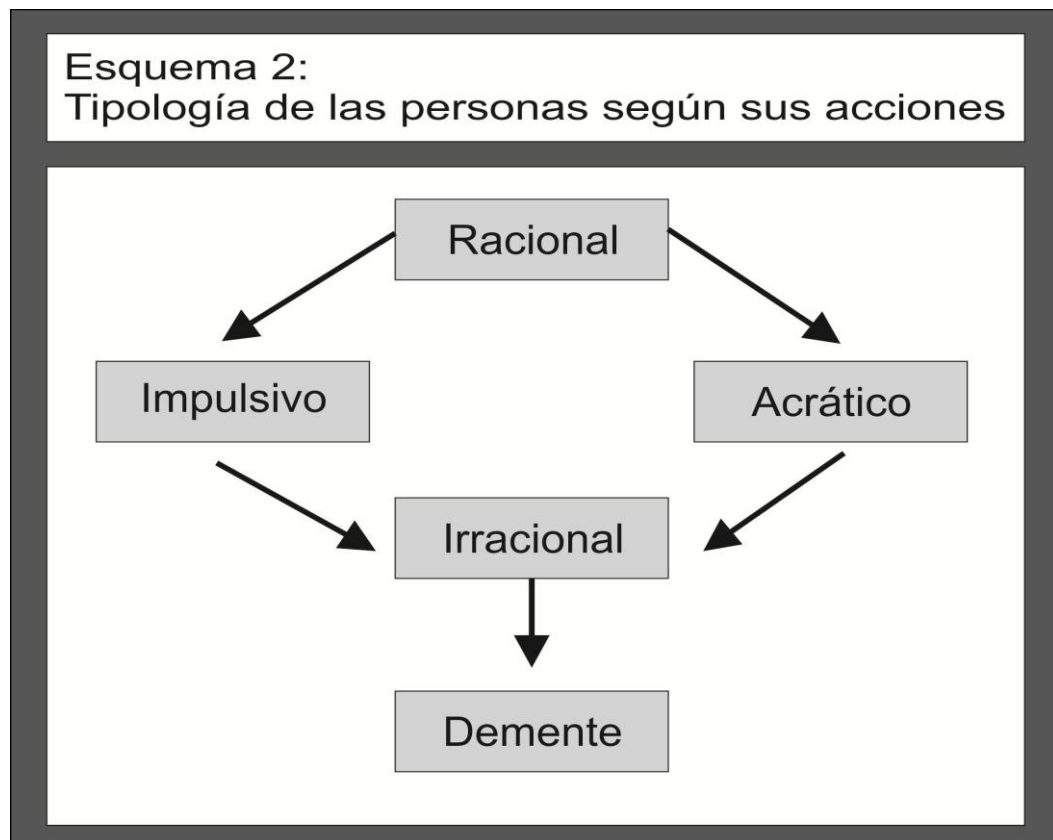 Esquema 2:
Tipología de las personas según sus acciones
Racional
Impulsivo
Acrático
Irracional
Demente